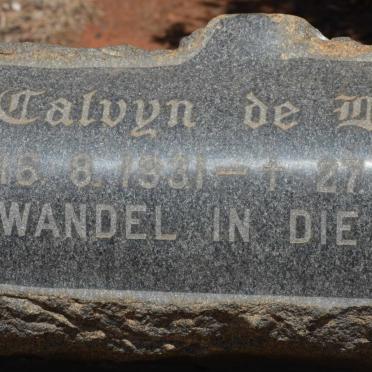 Calvyn de
16. 8. 1931 – † 27
WANDEL IN DIE